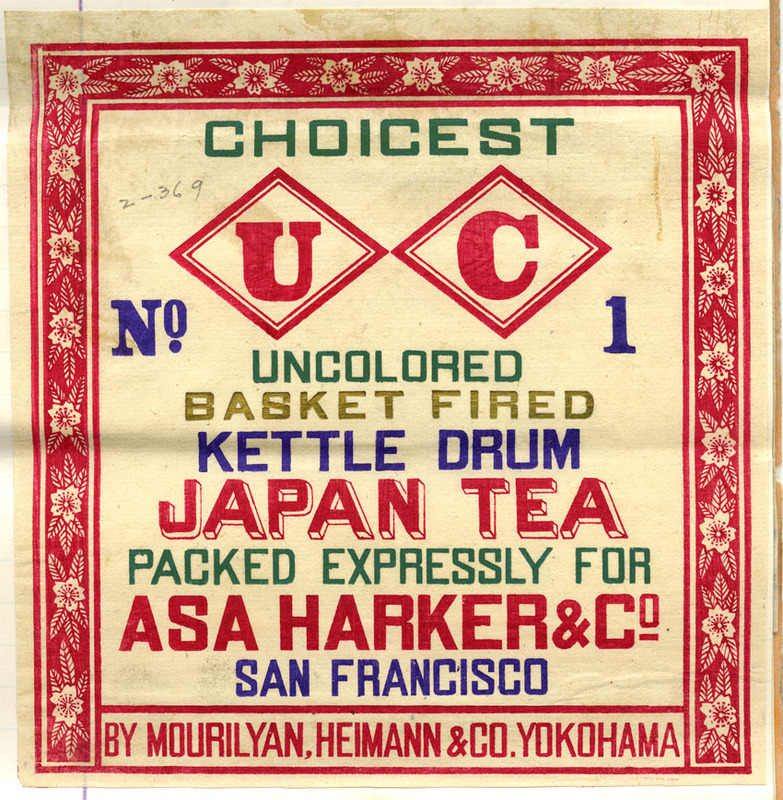 CHOICEST
2-369
U C
Nº 1
UNCOLORED
BASKET FIRED
KETTLE DRUM
JAPAN TEA
PACKED EXPRESSLY FOR
ASA HARKER & Cº
SAN FRANCISCO
BY MOURILYAN, HEIMANN & CO. YOKOHAMA